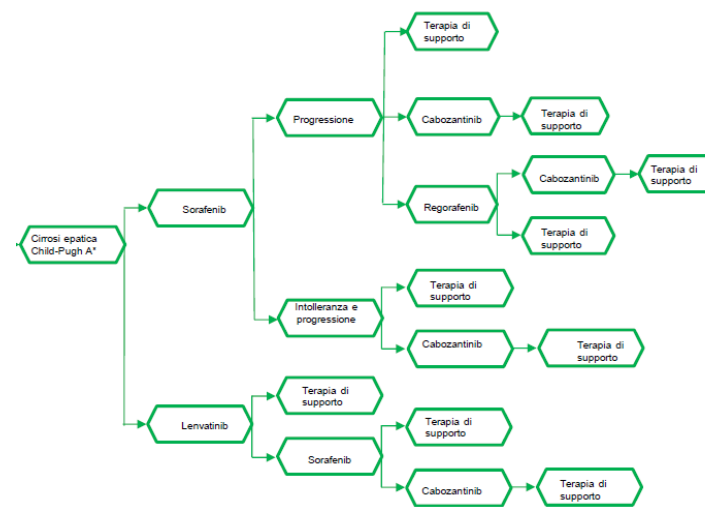 Terapia di
supporto
Progressione
Cabozantinib
Terapia di
supporto
Cabozantinib
Terapia di
supporto
Sorafenib
Regorafenib
Terapia di
supporto
Cirrosi epatica
Child-Pugh A*
Terapia di
supporto
Intolleranza e
progressione
Cabozantinib
Terapia di
supporto
Terapia di
supporto
Lenvatinib
Terapia di
supporto
Sorafenib
Cabozantinib
Terapia di
supporto